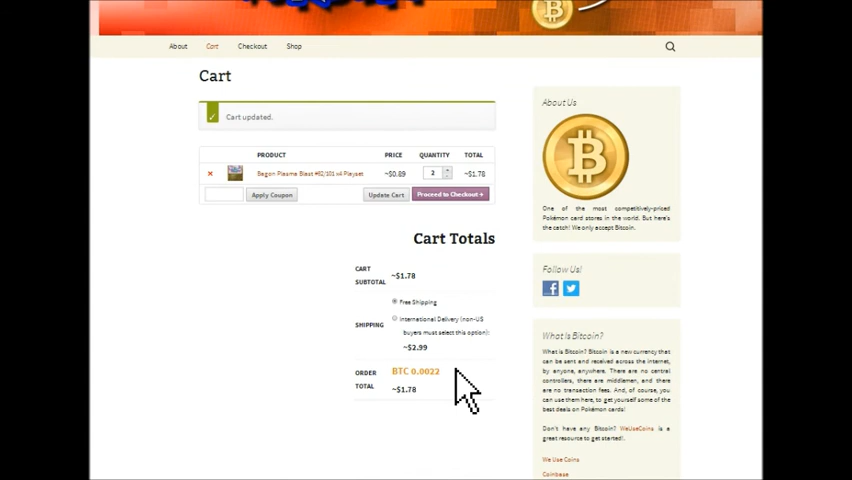 About Cart Checkout Shop
Cart
Cart updated.
PRODUCT PRICE QUANTITY TOTAL
Bagon Plasma Blast #62/101 x4 Playset ~$0.89 2 ~$1.78
Apply Coupon Update Cart Proceed to Checkout →
Cart Totals
CART
SUBTOTAL
~$1.78
SHIPPING
Free Shipping
International Delivery (non-US
buyers must select this option):
~$2.99
ORDER
TOTAL
BTC 0.0022
~$1.78
About Us
One of the most competitively-priced
Pokémon card stores in the world. But here's
the catch! We only accept Bitcoin.
Follow Us!
What Is Bitcoin?
What is Bitcoin? Bitcoin is a new currency that
can be sent and received across the internet,
by anyone, anywhere. There are no central
controllers, there are middlemen, and there
are no transaction fees. And, of course, you
can use them here, to get yourself some of the
best deals on Pokémon cards!
Don't have any Bitcoin? WeUseCoins is a
great resource to get started!.
We Use Coins
Coinbase